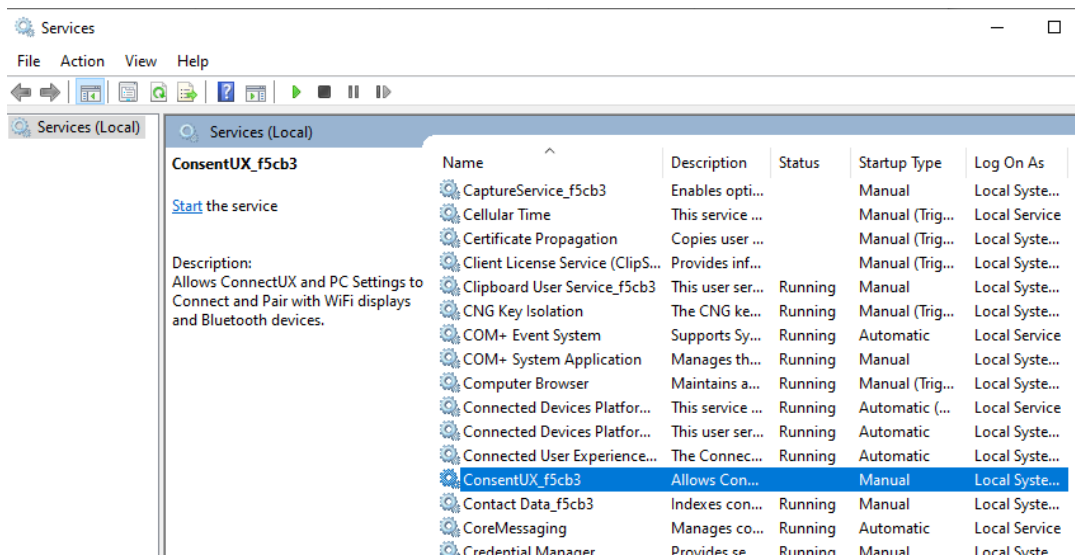 Services
File Action View Help
Services (Local)
Services (Local)
ConsentUX_f5cb3
Start the service
Description:
Allows ConnectUX and PC Settings to
Connect and Pair with WiFi displays
and Bluetooth devices.
Name Description Status Startup Type Log On As
CaptureService_f5cb3 Enables opti... Manual Local Syste...
Cellular Time This service ... Manual (Trig... Local Service
Certificate Propagation Copies user ... Manual (Trig... Local Syste...
Client License Service (ClipS... Provides inf... Manual (Trig... Local Syste...
Clipboard User Service_f5cb3 This user ser... Running Manual Local Syste...
CNG Key Isolation The CNG ke... Running Manual (Trig... Local Syste...
COM+ Event System Supports Sy... Running Automatic Local Service
COM+ System Application Manages th... Running Manual Local Syste...
Computer Browser Maintains a... Running Manual (Trig... Local Syste...
Connected Devices Platfor... This service ... Running Automatic (... Local Service
Connected Devices Platfor... This user ser... Running Automatic Local Syste...
Connected User Experience... The Connec... Running Automatic Local Syste...
ConsentUX_f5cb3 Allows Con... Manual Local Syste...
Contact Data_f5cb3 Indexes con... Running Manual Local Syste...
CoreMessaging Manages co... Running Automatic Local Service
Credential Manager Provides se... Running Manual Local Syste...